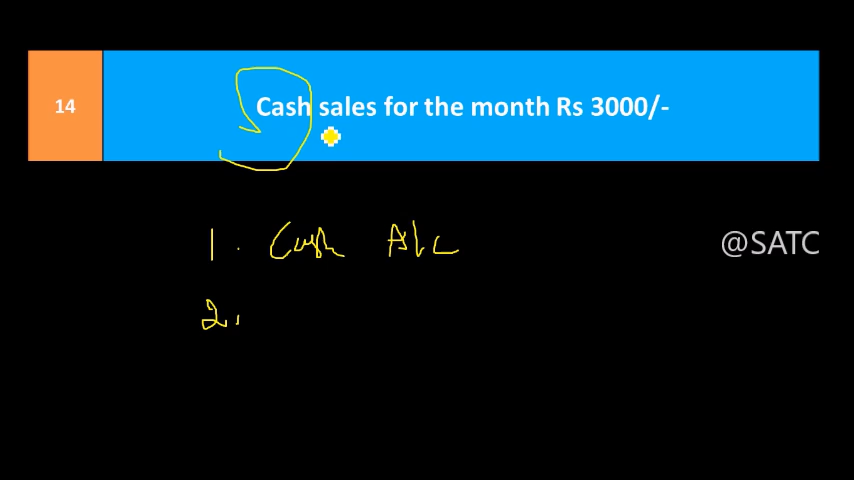 14
Cash sales for the month Rs 3000/-
1. Cash A/c
@SATC
2.